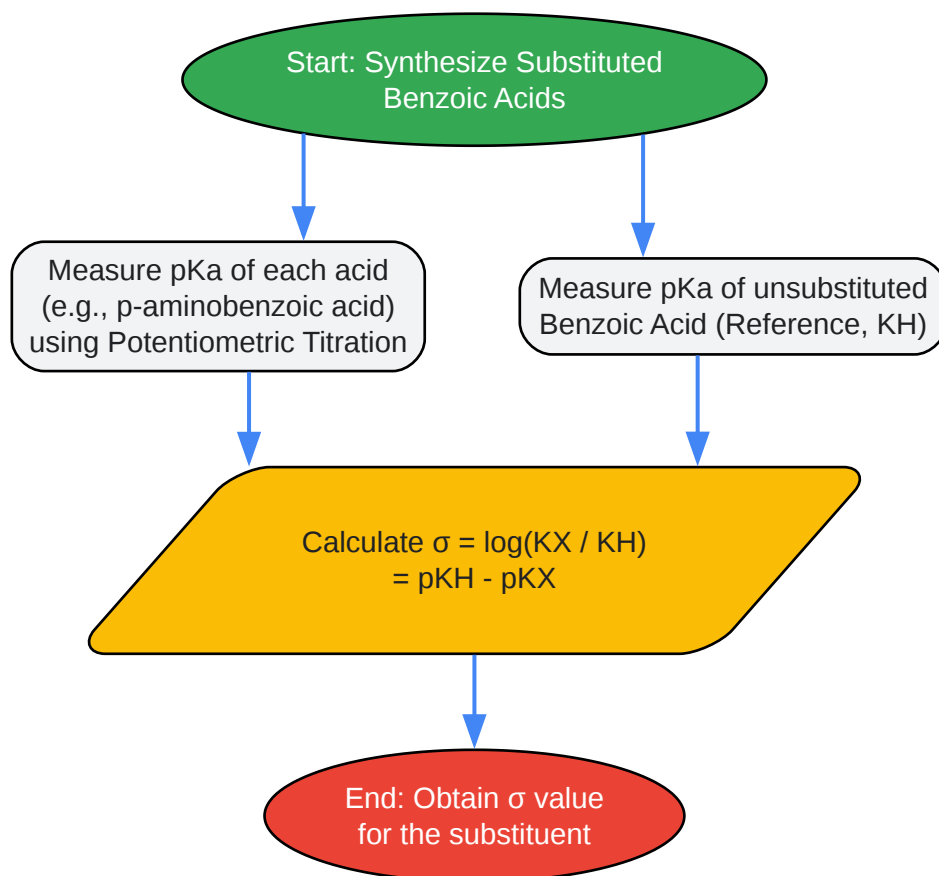 Start: Synthesize Substituted
Benzoic Acids
Measure pKa of each acid
(e.g., p-aminobenzoic acid)
using Potentiometric Titration
Measure pKa of unsubstituted
Benzoic Acid (Reference, KH)
Calculate σ = log(KX / KH)
= pKH - pKX
End: Obtain σ value
for the substituent